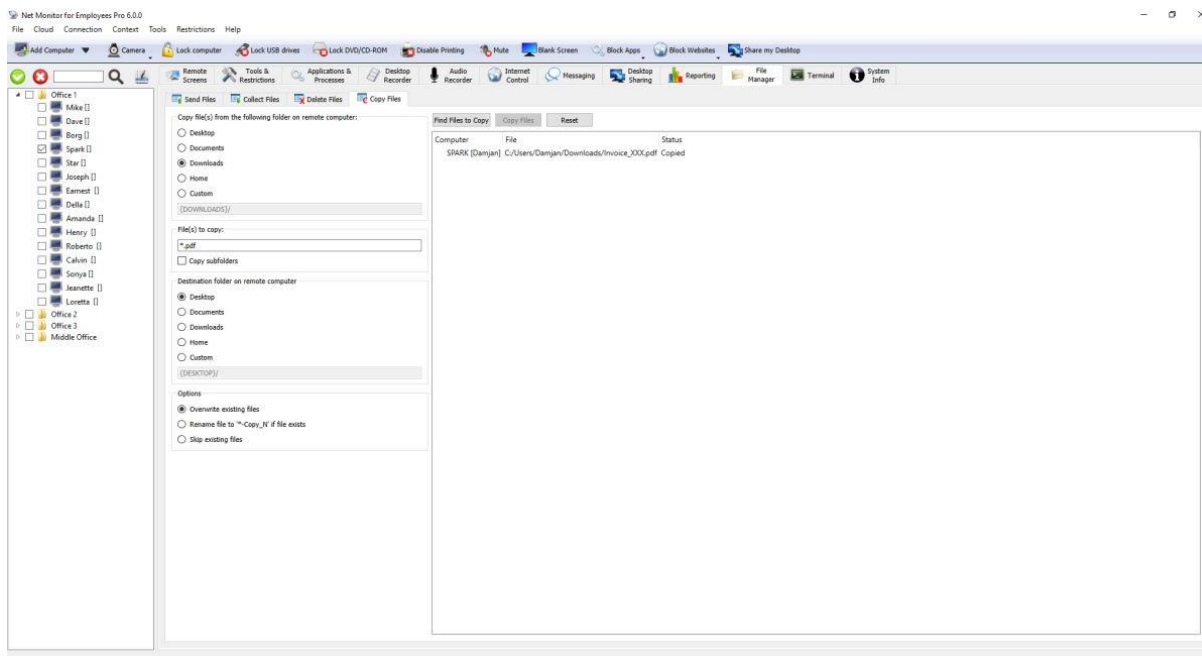 Net Monitor for Employees Pro 6.0.0
File Cloud Connection Context Tools Restrictions Help
Add Computer Camera Lock computer Lock USB drives Lock DVD/CD-ROM Disable Printing Mute Blank Screen Block Apps Block Websites Share my Desktop
Remote Screens Tools & Restrictions Applications & Processes Desktop Recorder Audio Recorder Internet Control Messaging Desktop Sharing Reporting File Manager Terminal System Info
Send Files Collect Files Delete Files Copy Files
Office 1
Mike []
Dave []
Borg []
Spark []
Star []
Joseph []
Earnest []
Della []
Amanda []
Henry []
Roberto []
Calvin []
Sonya []
Jeanette []
Loretta []
Office 2
Office 3
Middle Office
Copy file(s) from the following folder on remote computer:
Desktop
Documents
Downloads
Home
Custom
{DOWNLOADS}/
File(s) to copy:
*.pdf
Copy subfolders
Destination folder on remote computer
Desktop
Documents
Downloads
Home
Custom
{DESKTOP}/
Options
Overwrite existing files
Rename file to '*-Copy_N' if file exists
Skip existing files
Find Files to Copy Copy Files Reset
Computer File Status
SPARK [Damjan] C:/Users/Damjan/Downloads/Invoice_XXX.pdf Copied